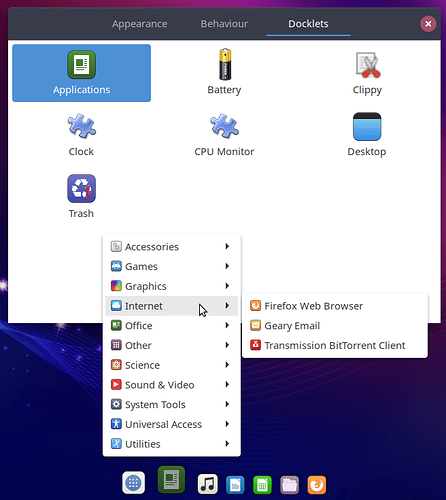 Appearance Behaviour Docklets
Applications Battery Clippy
Clock CPU Monitor Desktop
Trash
Accessories
Games
Graphics
Internet
Office
Other
Science
Sound & Video
System Tools
Universal Access
Utilities
Firefox Web Browser
Geary Email
Transmission BitTorrent Client